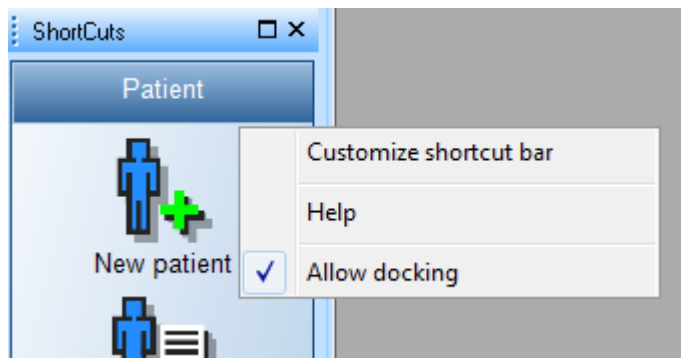 ShortCuts
Patient
New patient
Customize shortcut bar
Help
Allow docking